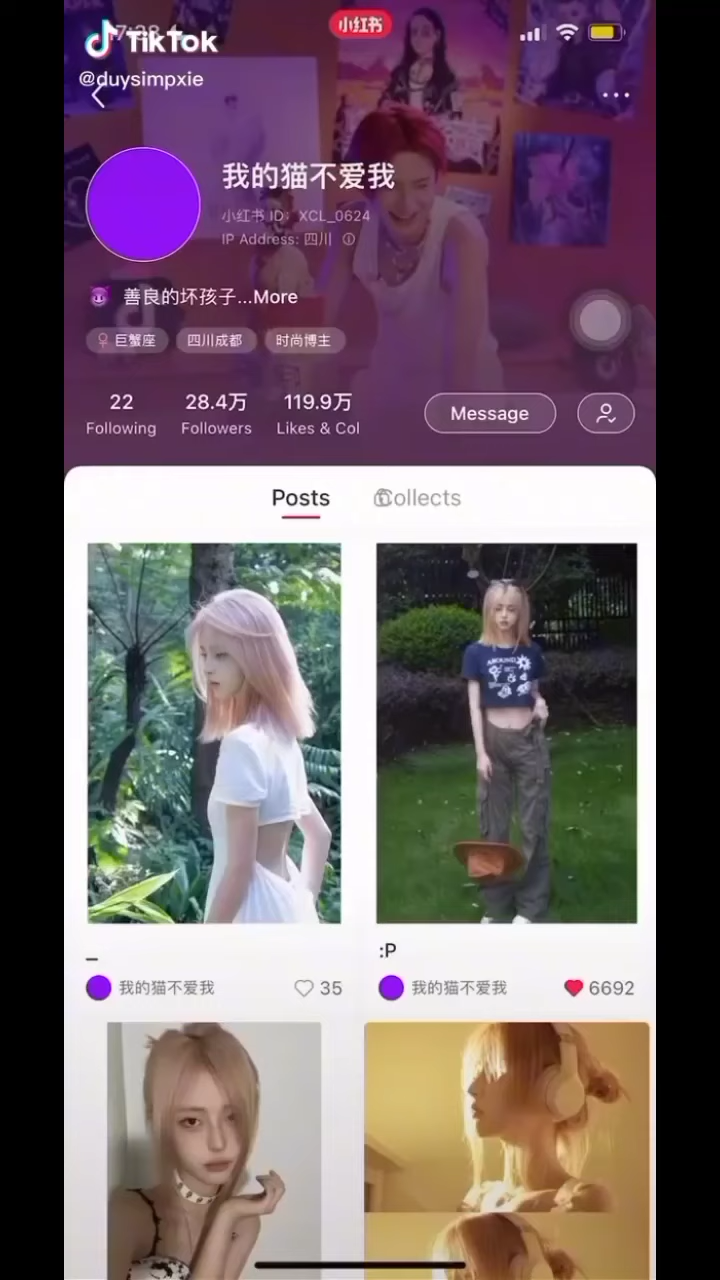 小红书
TikTok
@duysimpxie
我的猫不爱我
小红书 ID: XCL_0624
IP Address: 四川
善良的坏孩子...More
巨蟹座
四川成都
时尚博主
22
28.4万
119.9万
Following
Followers
Likes & Col
Message
Posts
Collects
AROUND
–
:P
我的猫不爱我
35
我的猫不爱我
6692